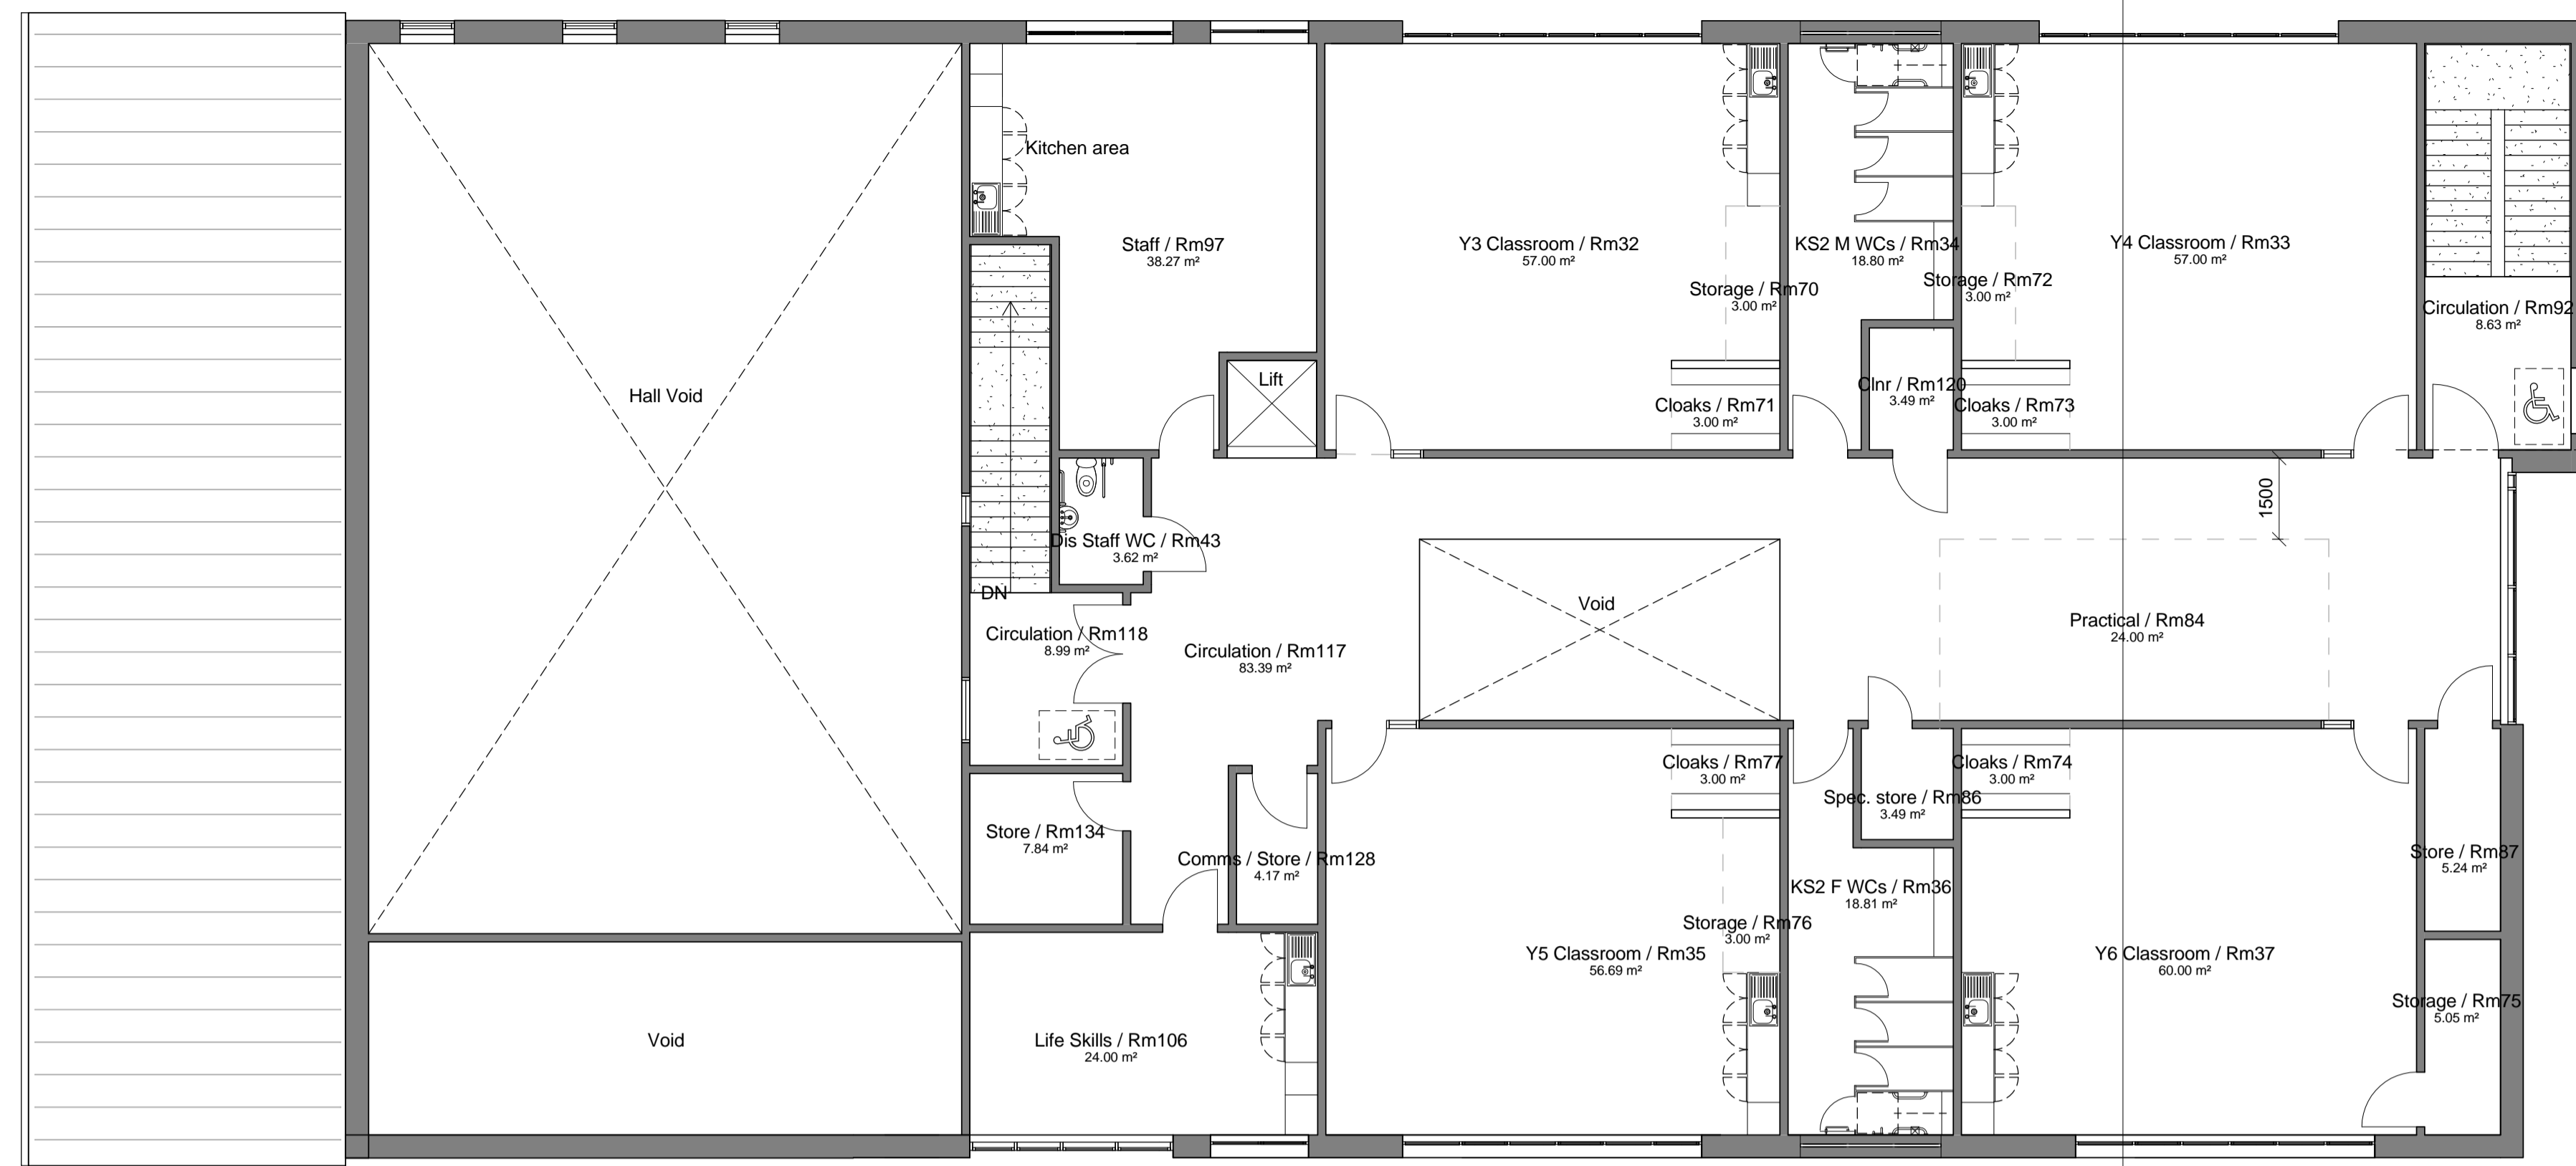 Kitchen area
Staff / Rm97
38.27 m²
Y3 Classroom / Rm32
57.00 m²
KS2 M WCs / Rm34
18.80 m²
Y4 Classroom / Rm33
57.00 m²
Storage / Rm70
3.00 m²
Storage / Rm72
3.00 m²
Circulation / Rm92
8.63 m²
Hall Void
Lift
Cloaks / Rm71
3.00 m²
Clnr / Rm120
3.49 m²
Cloaks / Rm73
3.00 m²
1500
Dis Staff WC / Rm43
3.62 m²
DN
Circulation / Rm118
8.99 m²
Circulation / Rm117
83.39 m²
Void
Practical / Rm84
24.00 m²
Cloaks / Rm77
3.00 m²
Spec. store / Rm86
3.49 m²
Cloaks / Rm74
3.00 m²
Store / Rm134
7.84 m²
Comms / Store / Rm128
4.17 m²
Store / Rm87
5.24 m²
KS2 F WCs / Rm36
18.81 m²
Storage / Rm76
3.00 m²
Y5 Classroom / Rm35
56.69 m²
Y6 Classroom / Rm37
60.00 m²
Storage / Rm75
5.05 m²
Void
Life Skills / Rm106
24.00 m²